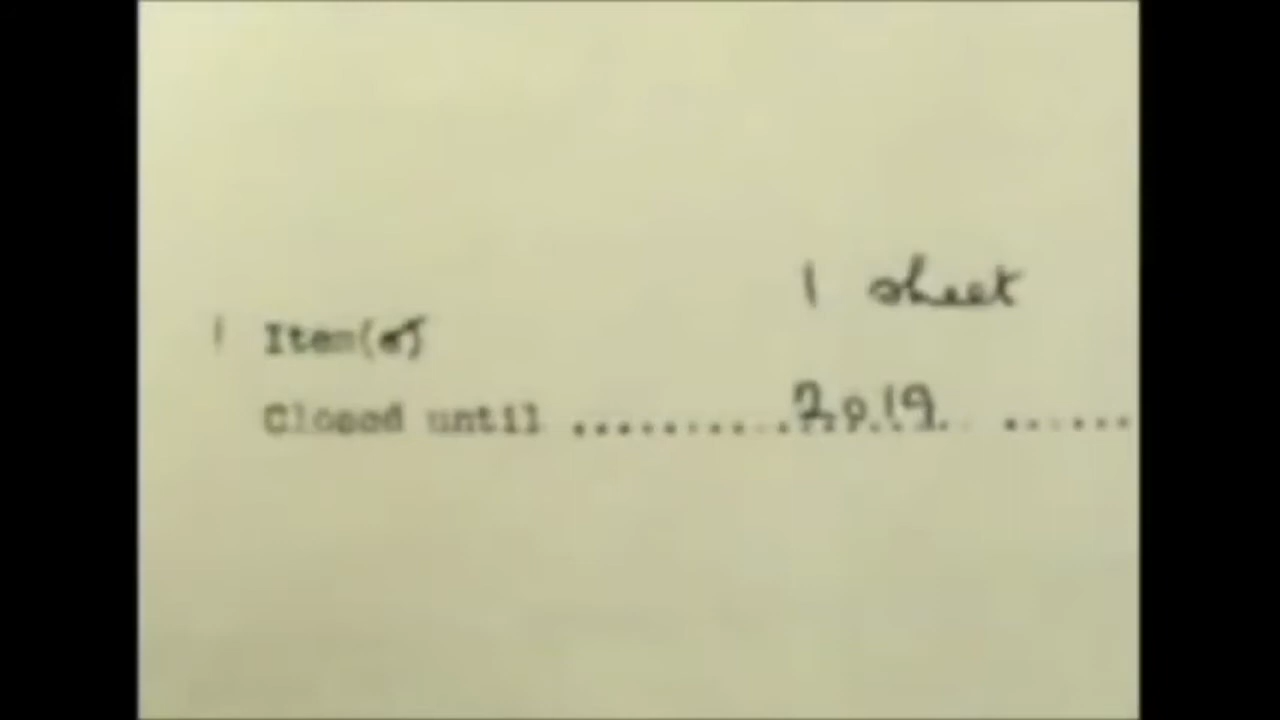 1 sheet
1 Item(s)
Closed until ............2019. ......